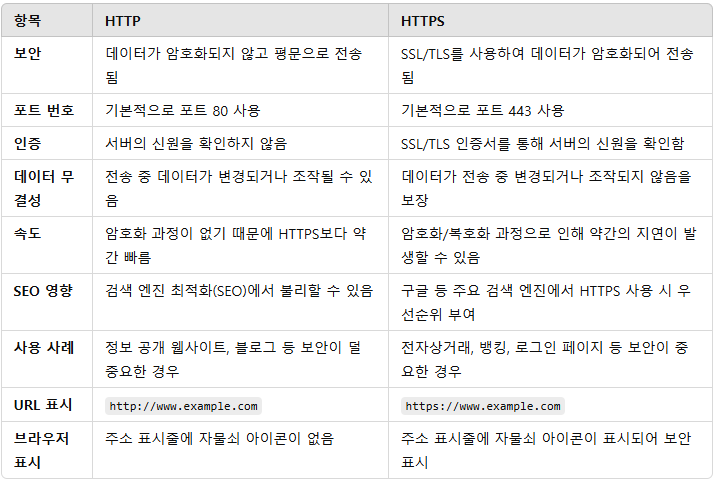 항목 HTTP HTTPS
보안 데이터가 암호화되지 않고 평문으로 전송 SSL/TLS를 사용하여 데이터가 암호화되어 전송
됨 됨
포트 번호 기본적으로 포트 80 사용 기본적으로 포트 443 사용
인증 서버의 신원을 확인하지 않음 SSL/TLS 인증서를 통해 서버의 신원을 확인함
데이터 무 전송 중 데이터가 변경되거나 조작될 수 있 데이터가 전송 중 변경되거나 조작되지 않음을
결성 음 보장
속도 암호화 과정이 없기 때문에 HTTPS보다 약 암호화/복호화 과정으로 인해 약간의 지연이 발
간 빠름 생할 수 있음
SEO 영향 검색 엔진 최적화(SEO)에서 불리할 수 있음 구글 등 주요 검색 엔진에서 HTTPS 사용 시 우
선순위 부여
사용 사례 정보 공개 웹사이트, 블로그 등 보안이 덜 전자상거래, 뱅킹, 로그인 페이지 등 보안이 중
중요한 경우 요한 경우
URL 표시 http://www.example.com https://www.example.com
브라우저 주소 표시줄에 자물쇠 아이콘이 없음 주소 표시줄에 자물쇠 아이콘이 표시되어 보안
표시 표시